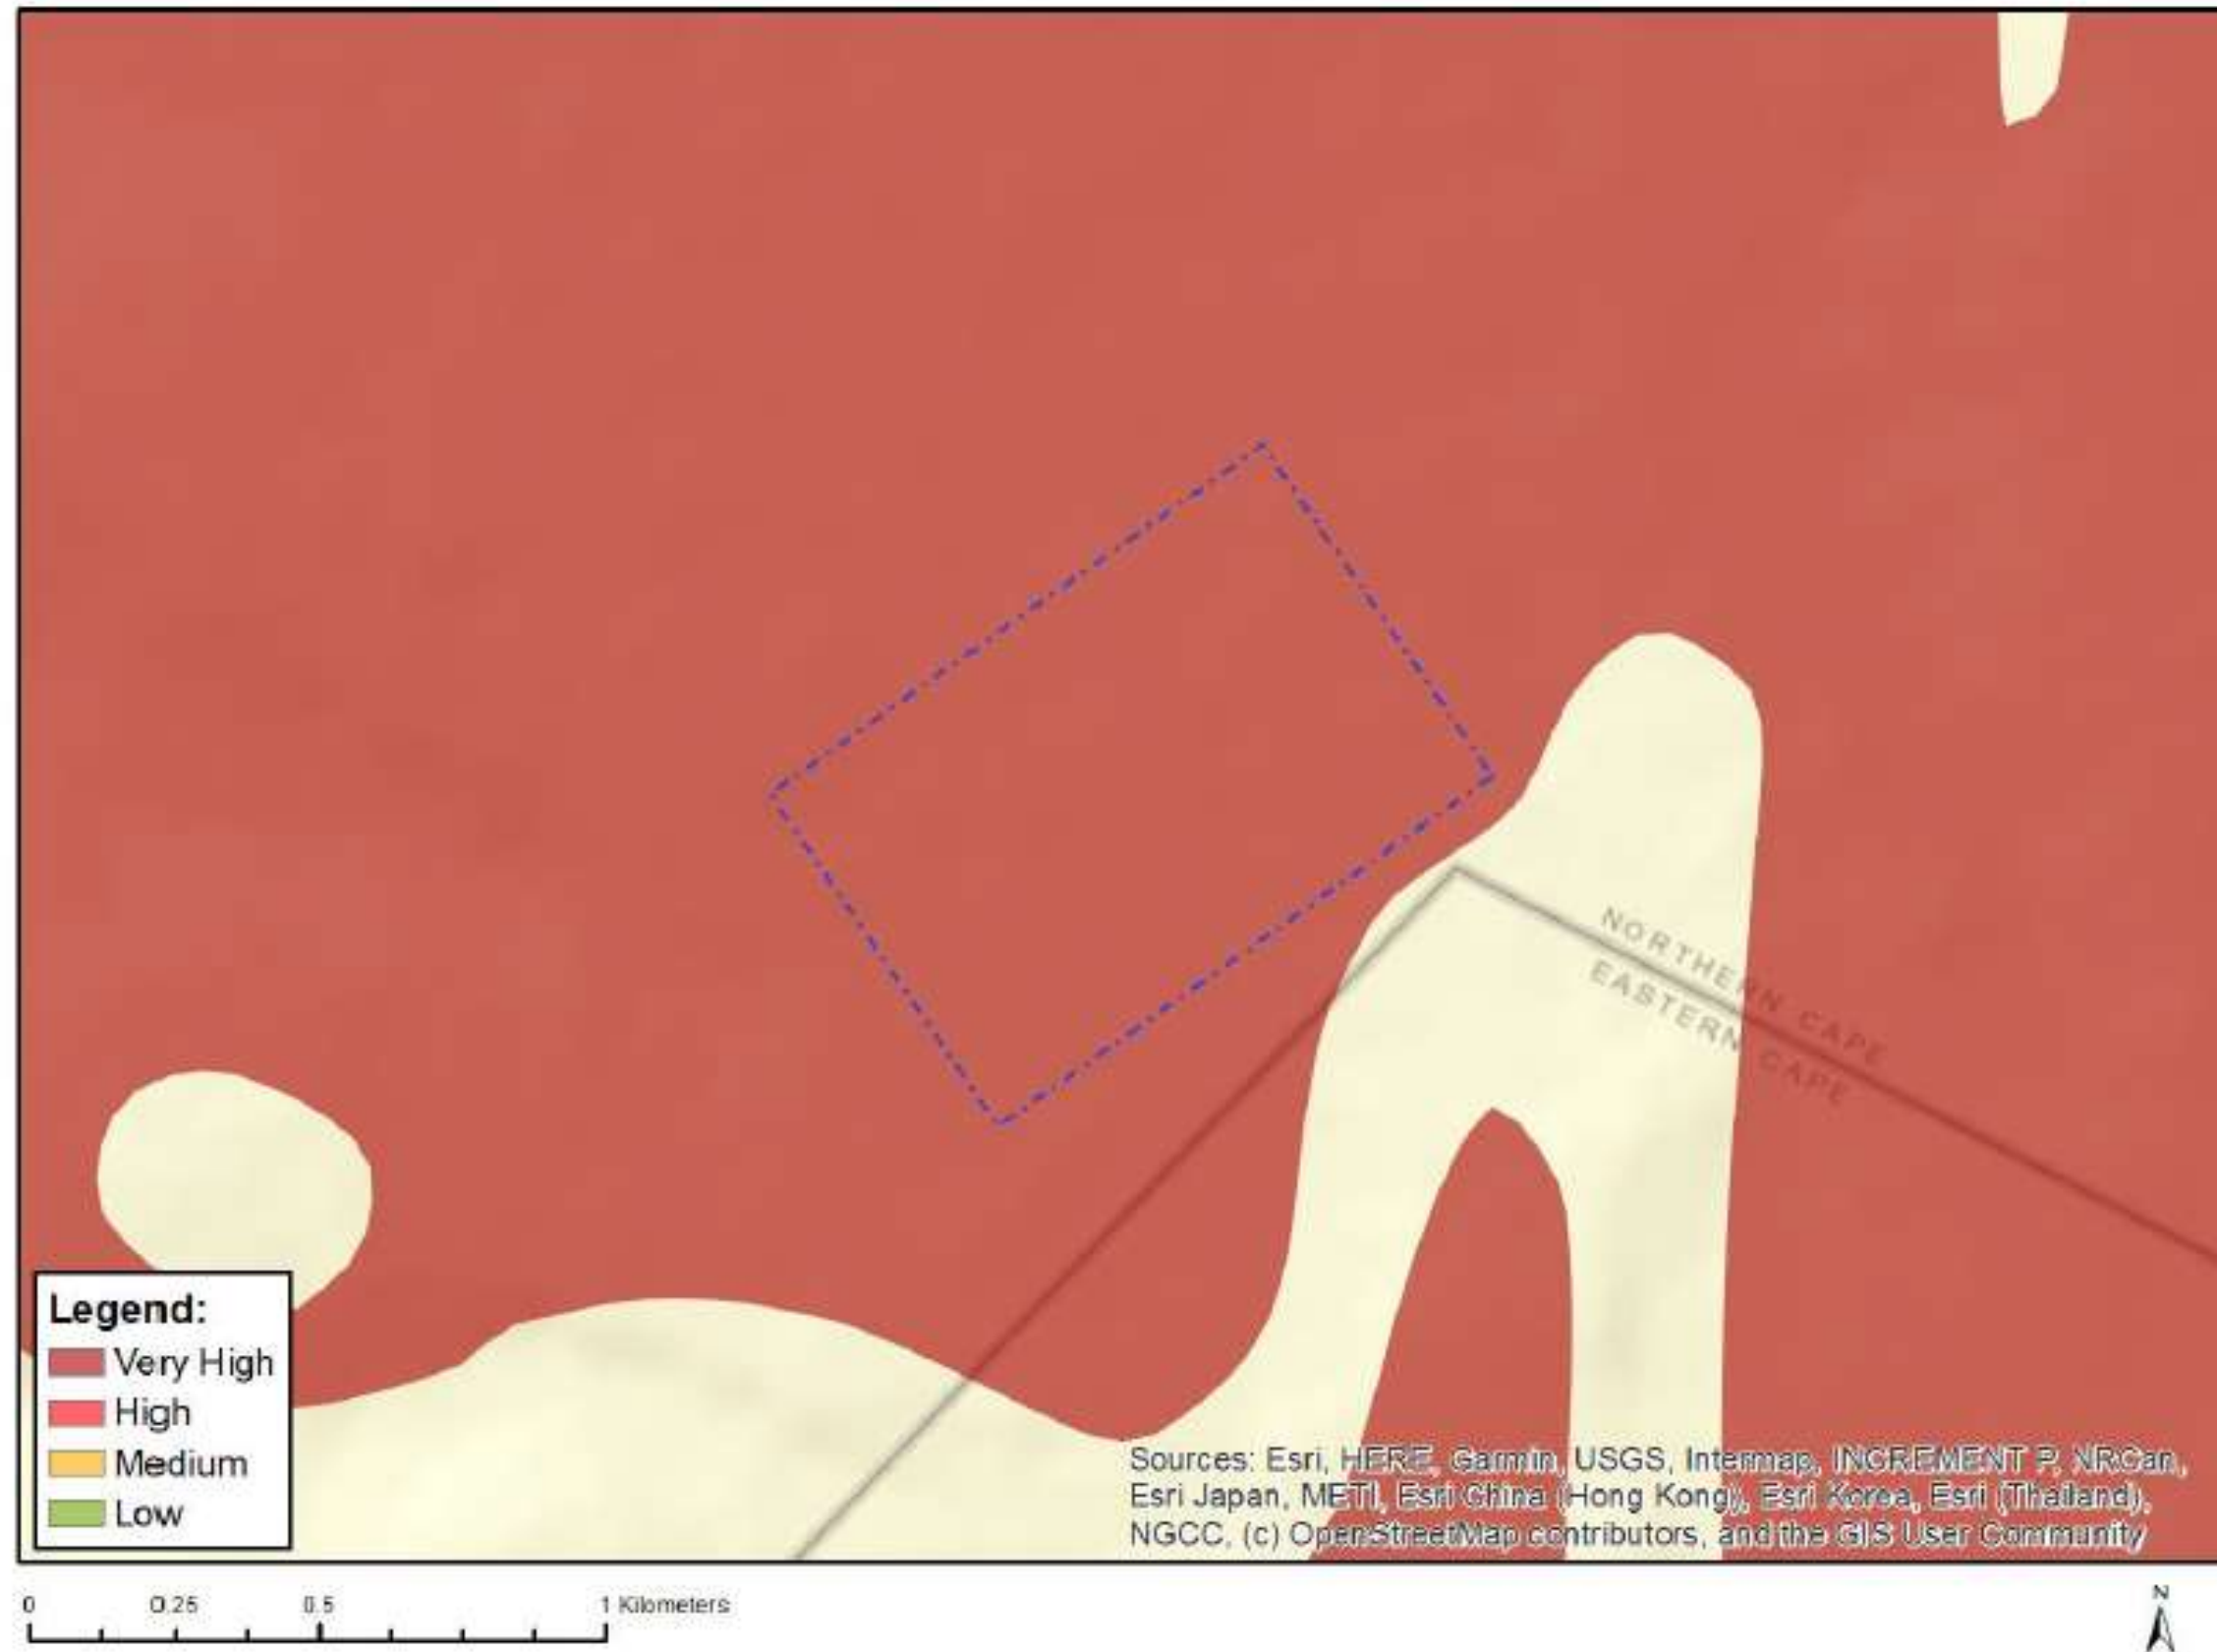 NORTHERN CAPE
EASTERN CAPE
Legend:
Very High
High
Medium
Low
Sources: Esri, HERE, Garmin, USGS, Intermap, INCREMENT P, NRCan,
Esri Japan, METI, Esri China (Hong Kong), Esri Korea, Esri (Thailand),
NGCC, (c) OpenStreetMap contributors, and the GIS User Community
0 0.25 0.5 1 Kilometers
N